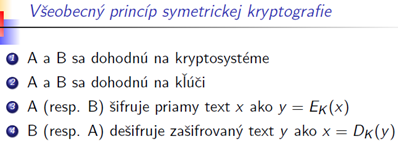 Všeobecný princíp symetrickej kryptografie
1 A a B sa dohodnú na kryptosystéme
2 A a B sa dohodnú na kľúči
3 A (resp. B) šifruje priamy text x ako y = E_K(x)
4 B (resp. A) dešifruje zašifrovaný text y ako x = D_K(y)